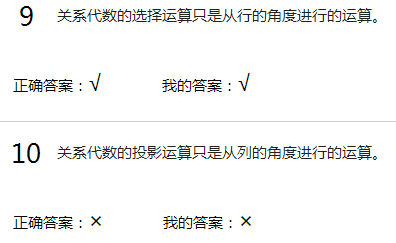 9 关系代数的选择运算只是从行的角度进行的运算。
正确答案：√ 我的答案：√
10 关系代数的投影运算只是从列的角度进行的运算。
正确答案：× 我的答案：×